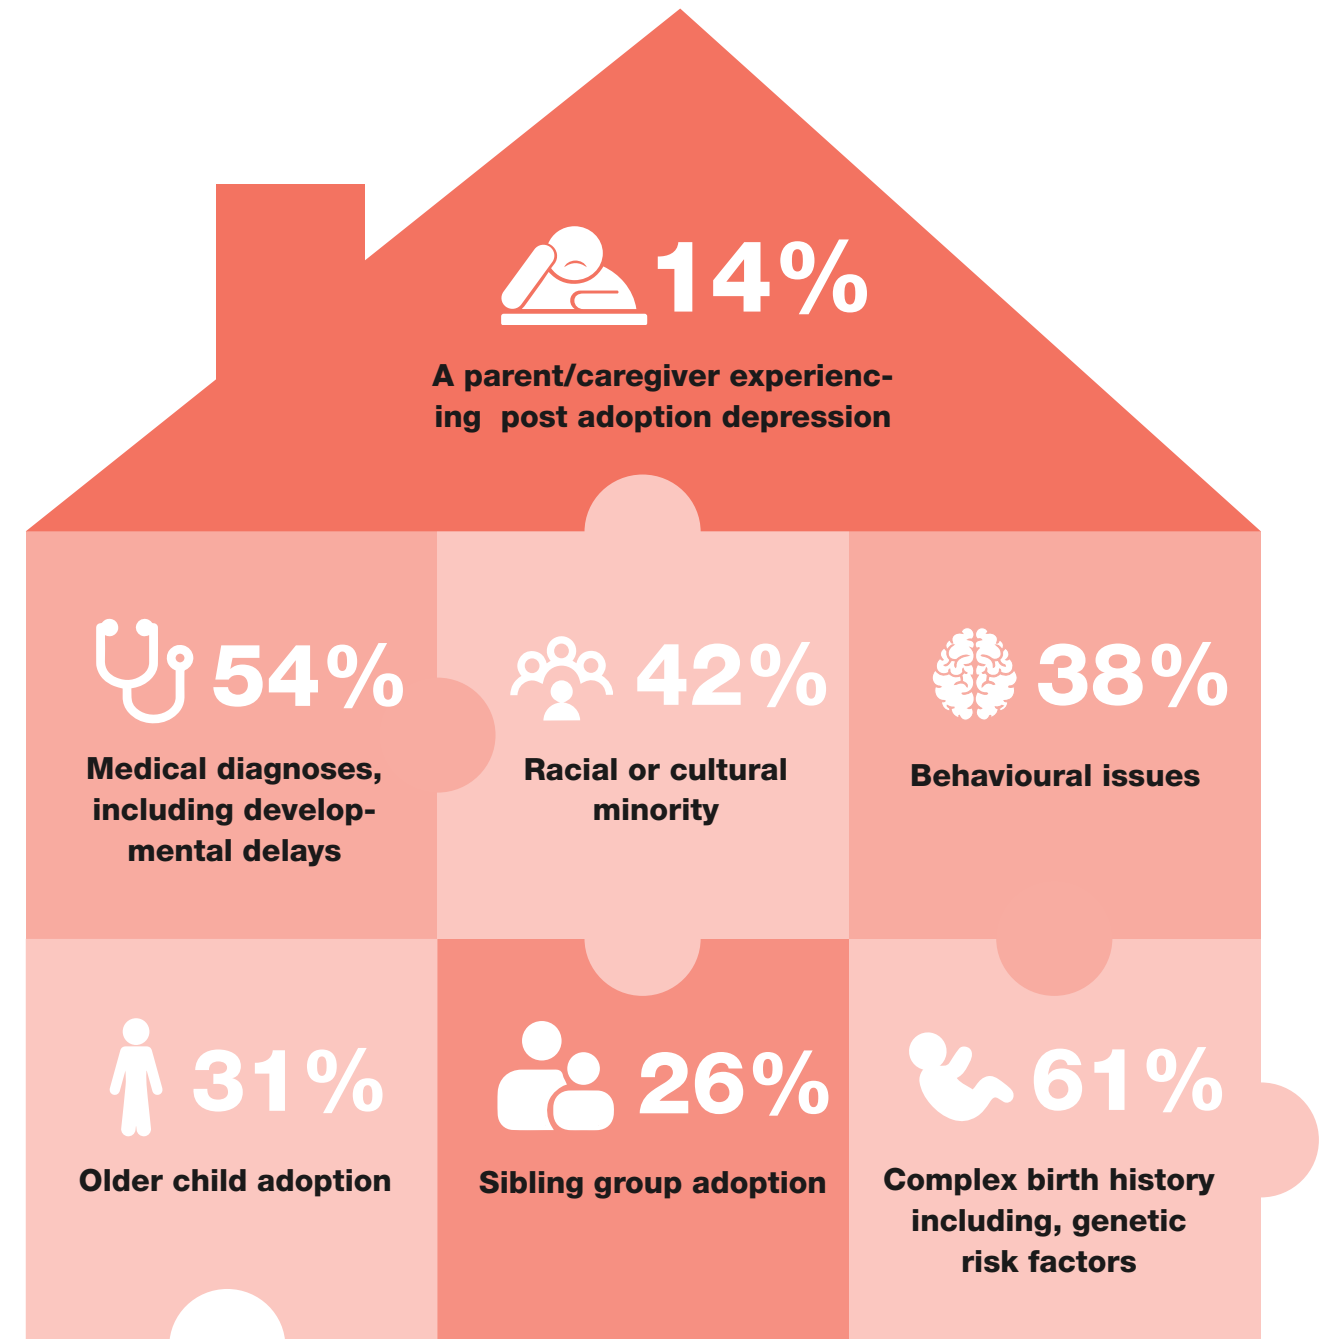 14%
A parent/caregiver experienc-
ing post adoption depression
54%
Medical diagnoses,
including develop-
mental delays
42%
Racial or cultural
minority
38%
Behavioural issues
31%
Older child adoption
26%
Sibling group adoption
61%
Complex birth history
including, genetic
risk factors